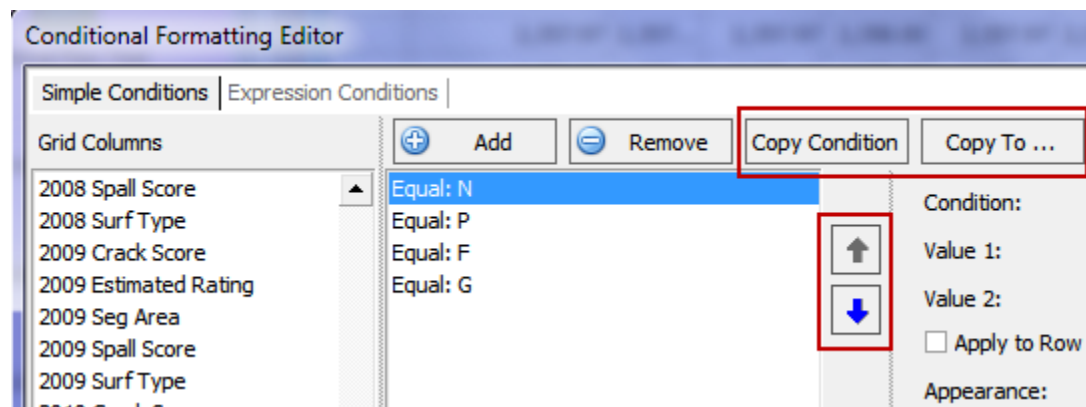 Conditional Formatting Editor
Simple Conditions Expression Conditions
Grid Columns
Add Remove Copy Condition Copy To ...
2008 Spall Score
2008 Surf Type
2009 Crack Score
2009 Estimated Rating
2009 Seg Area
2009 Spall Score
2009 Surf Type
Equal: N
Equal: P
Equal: F
Equal: G
Condition:
Value 1:
Value 2:
Apply to Row
Appearance: